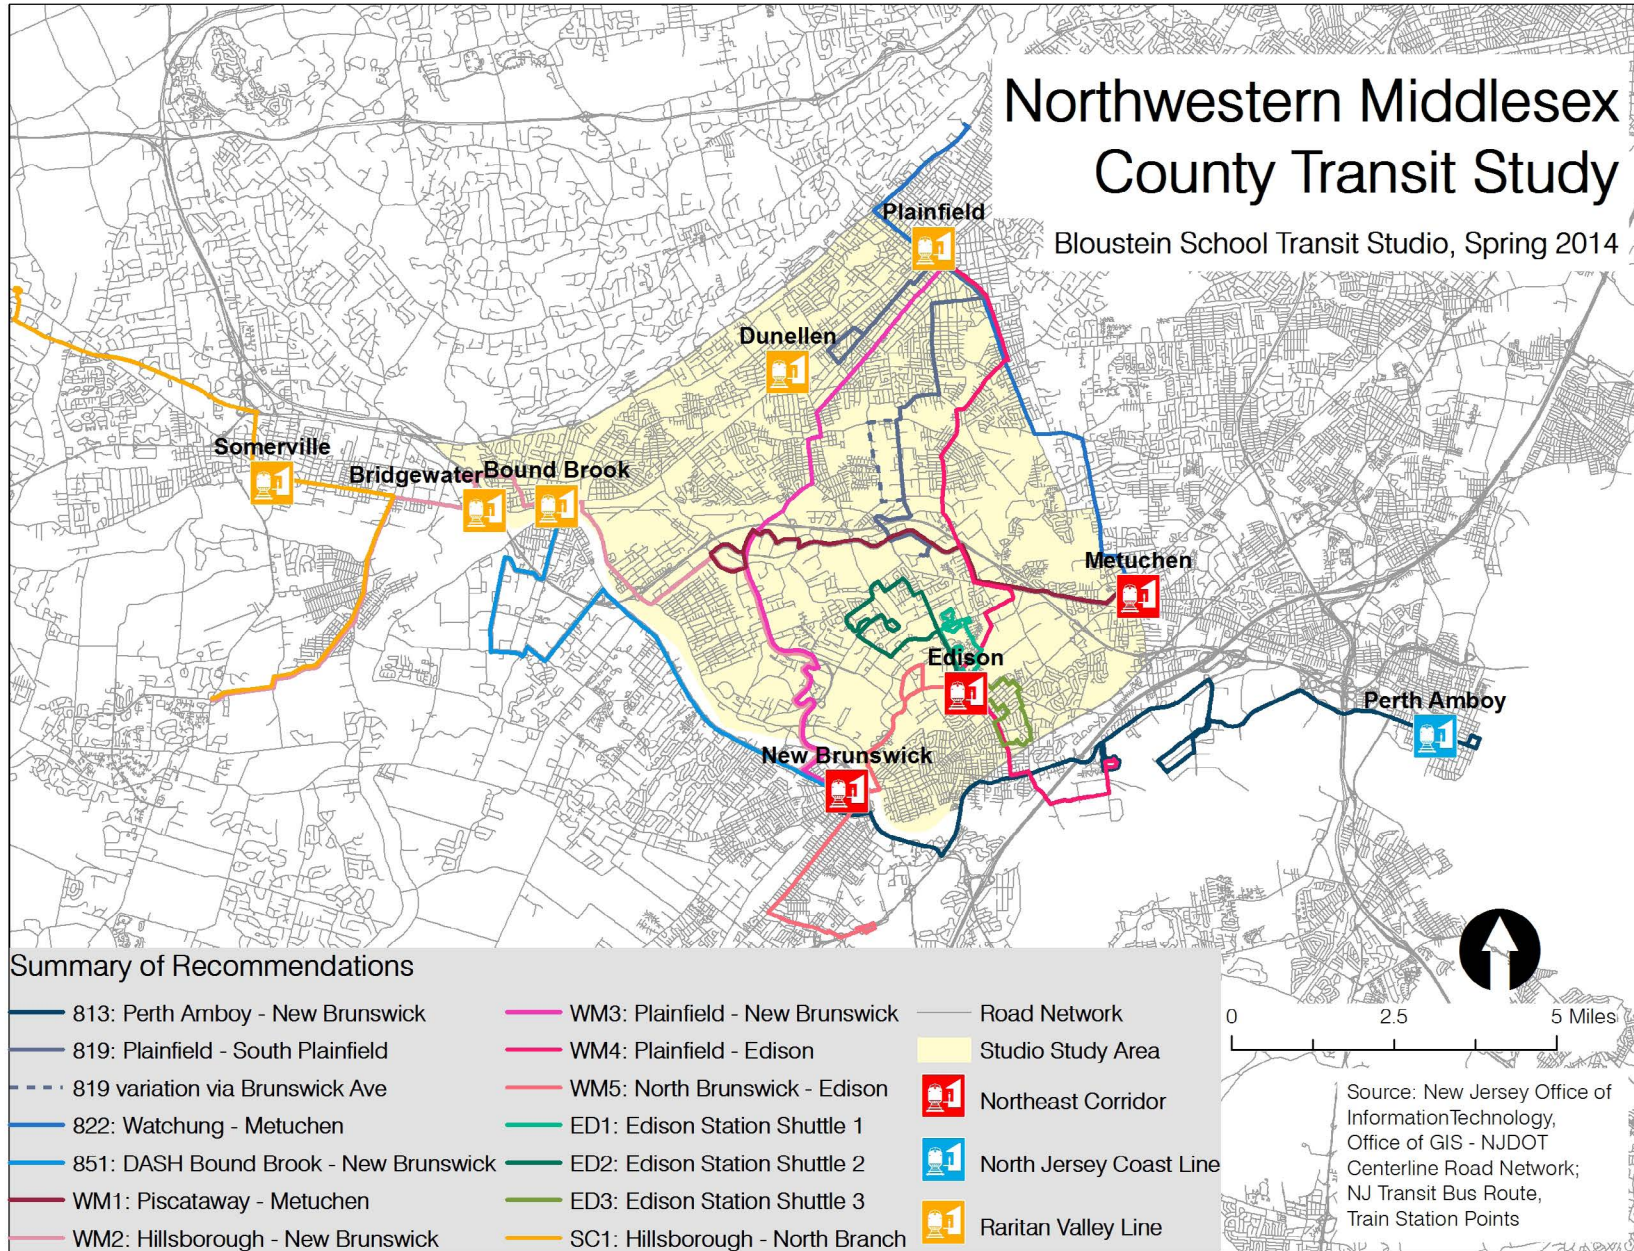 Northwestern Middlesex
County Transit Study
Bloustein School Transit Studio, Spring 2014
Plainfield
Dunellen
Somerville
Bridgewater
Bound Brook
Metuchen
Edison
Perth Amboy
New Brunswick
Summary of Recommendations
813: Perth Amboy - New Brunswick
819: Plainfield - South Plainfield
819 variation via Brunswick Ave
822: Watchung - Metuchen
851: DASH Bound Brook - New Brunswick
WM1: Piscataway - Metuchen
WM2: Hillsborough - New Brunswick
WM3: Plainfield - New Brunswick
WM4: Plainfield - Edison
WM5: North Brunswick - Edison
ED1: Edison Station Shuttle 1
ED2: Edison Station Shuttle 2
ED3: Edison Station Shuttle 3
SC1: Hillsborough - North Branch
Road Network
Studio Study Area
Northeast Corridor
North Jersey Coast Line
Raritan Valley Line
0 2.5 5 Miles
Source: New Jersey Office of
InformationTechnology,
Office of GIS - NJDOT
Centerline Road Network;
NJ Transit Bus Route,
Train Station Points